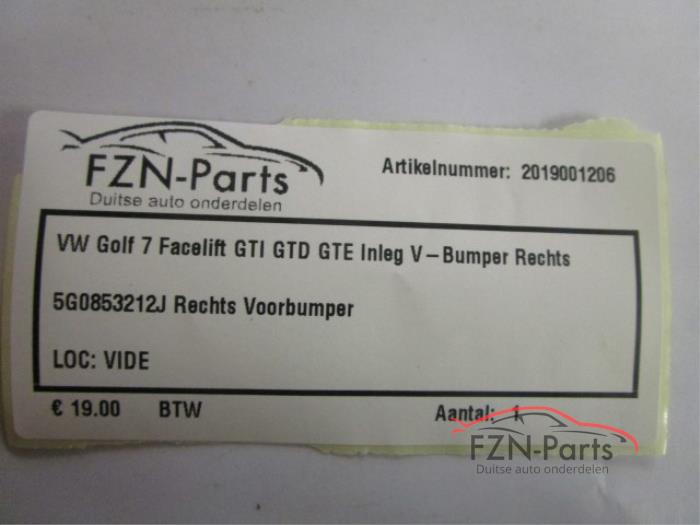 FZN-Parts
Duitse auto onderdelen
Artikelnummer: 2019001206
VW Golf 7 Facelift GTI GTD GTE Inleg V-Bumper Rechts
5G0853212J Rechts Voorbumper
LOC: VIDE
€ 19.00 BTW Aantal: 1
FZN-Parts
Duitse auto onderdelen